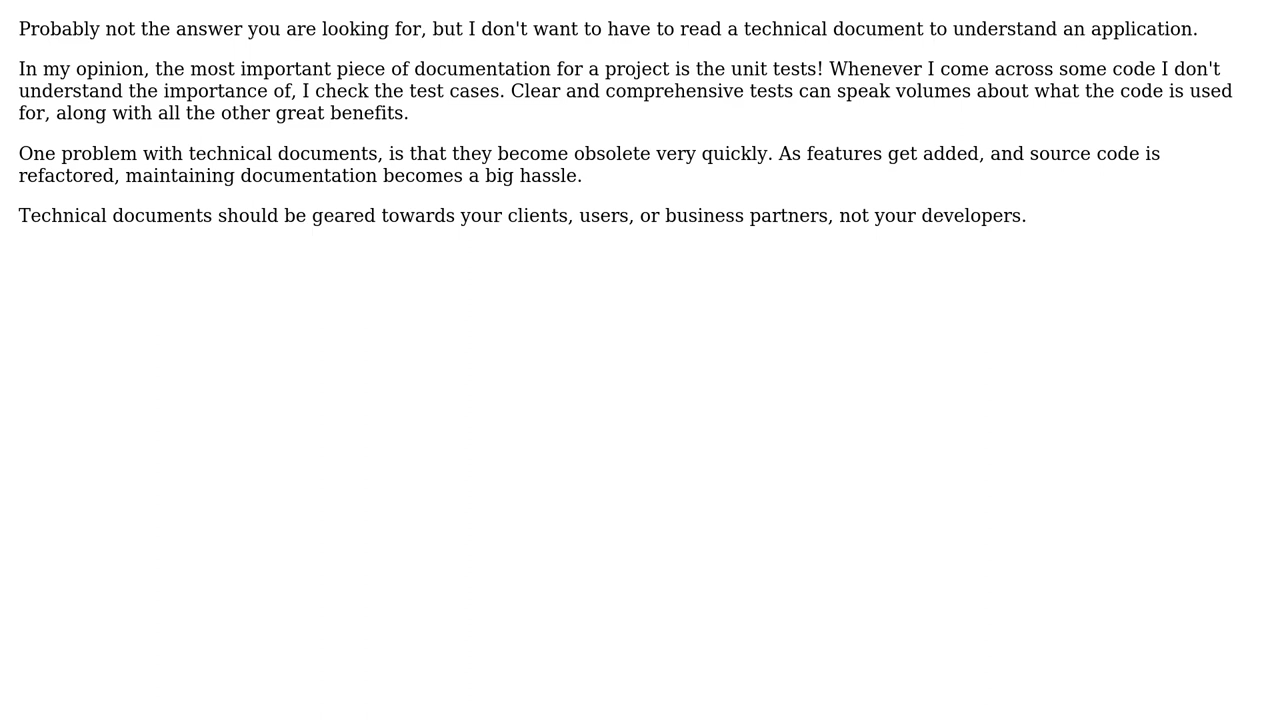 Probably not the answer you are looking for, but I don't want to have to read a technical document to understand an application.
In my opinion, the most important piece of documentation for a project is the unit tests! Whenever I come across some code I don't
understand the importance of, I check the test cases. Clear and comprehensive tests can speak volumes about what the code is used
for, along with all the other great benefits.
One problem with technical documents, is that they become obsolete very quickly. As features get added, and source code is
refactored, maintaining documentation becomes a big hassle.
Technical documents should be geared towards your clients, users, or business partners, not your developers.